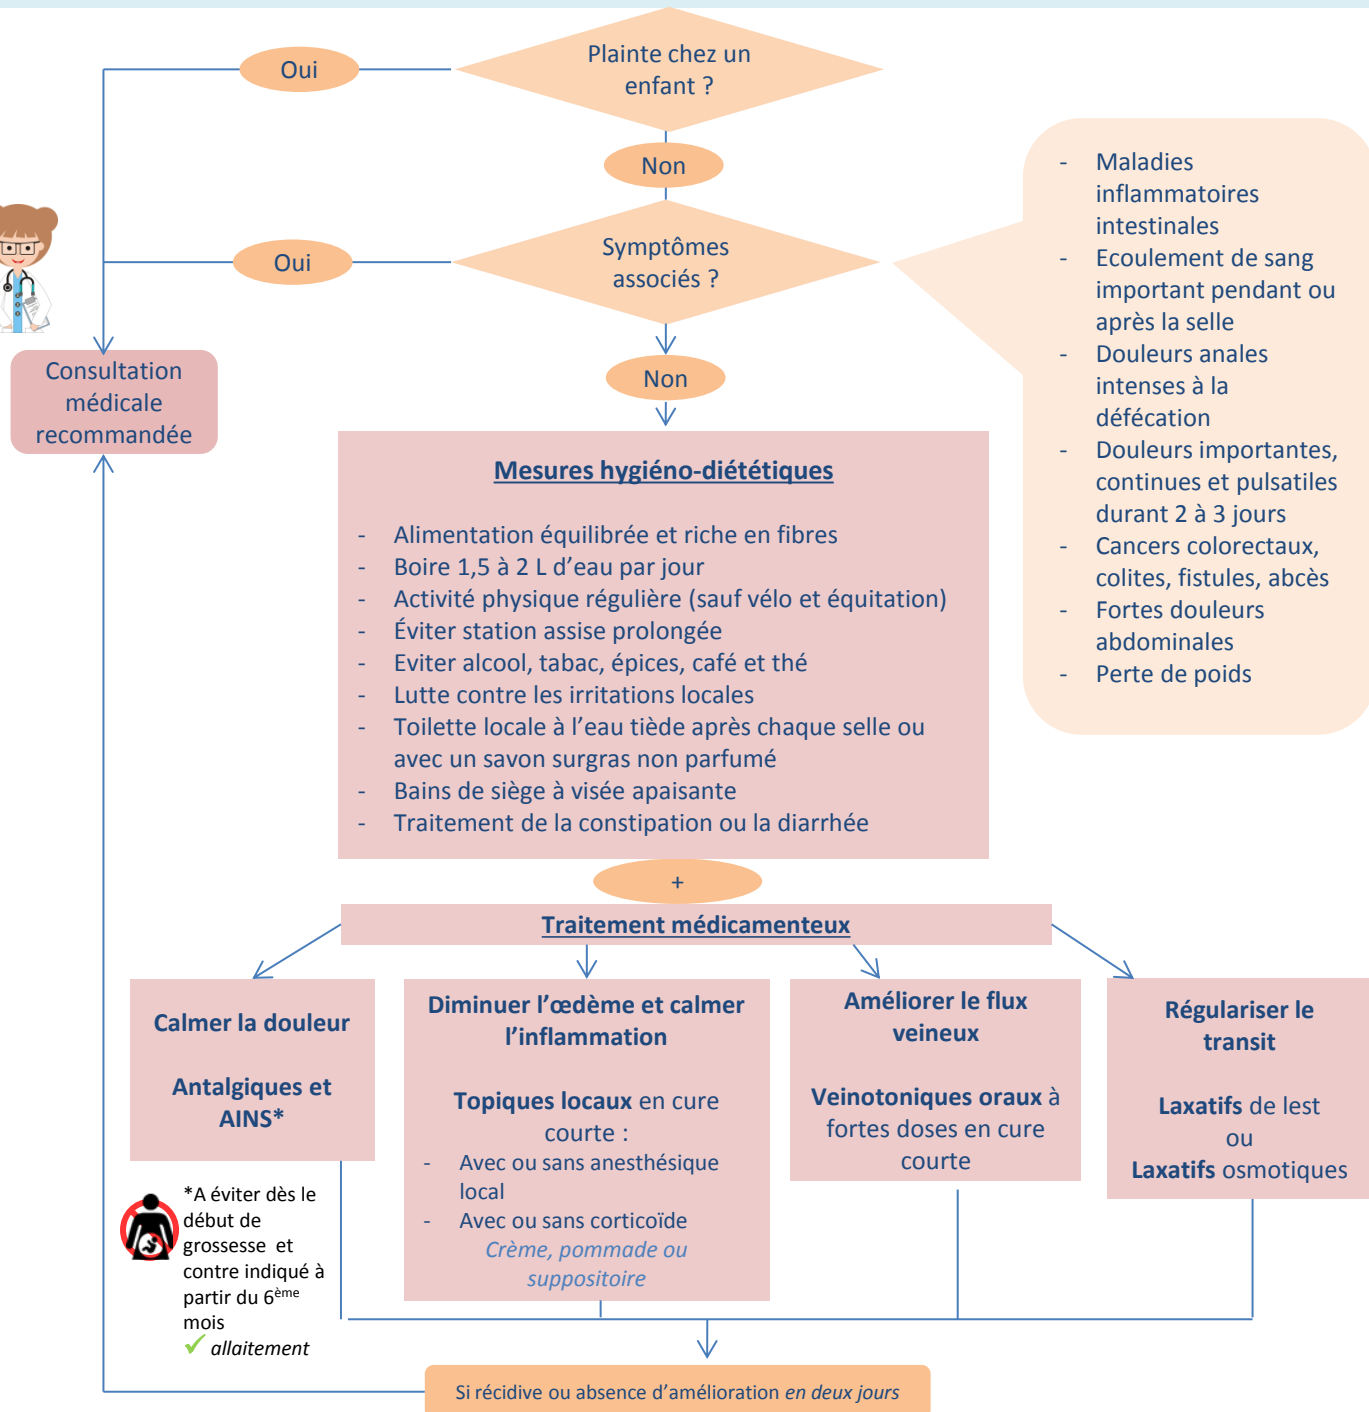 Plainte chez un
enfant ?
Oui
Non
Symptômes
associés ?
Oui
Non
- Maladies
inflammatoires
intestinales
- Ecoulement de sang
important pendant ou
après la selle
- Douleurs anales
intenses à la
défécation
- Douleurs importantes,
continues et pulsatiles
durant 2 à 3 jours
- Cancers colorectaux,
colites, fistules, abcès
- Fortes douleurs
abdominales
- Perte de poids
Consultation
médicale
recommandée
Mesures hygiéno-diététiques
- Alimentation équilibrée et riche en fibres
- Boire 1,5 à 2 L d’eau par jour
- Activité physique régulière (sauf vélo et équitation)
- Éviter station assise prolongée
- Eviter alcool, tabac, épices, café et thé
- Lutte contre les irritations locales
- Toilette locale à l’eau tiède après chaque selle ou
avec un savon surgras non parfumé
- Bains de siège à visée apaisante
- Traitement de la constipation ou la diarrhée
+
Traitement médicamenteux
Calmer la douleur
Antalgiques et
AINS*
*A éviter dès le
début de
grossesse et
contre indiqué à
partir du 6ème
mois
✓ allaitement
Diminuer l’œdème et calmer
l’inflammation
Topiques locaux en cure
courte :
- Avec ou sans anesthésique
local
- Avec ou sans corticoïde
Crème, pommade ou
suppositoire
Améliorer le flux
veineux
Veinotoniques oraux à
fortes doses en cure
courte
Régulariser le
transit
Laxatifs de lest
ou
Laxatifs osmotiques
Si récidive ou absence d’amélioration en deux jours